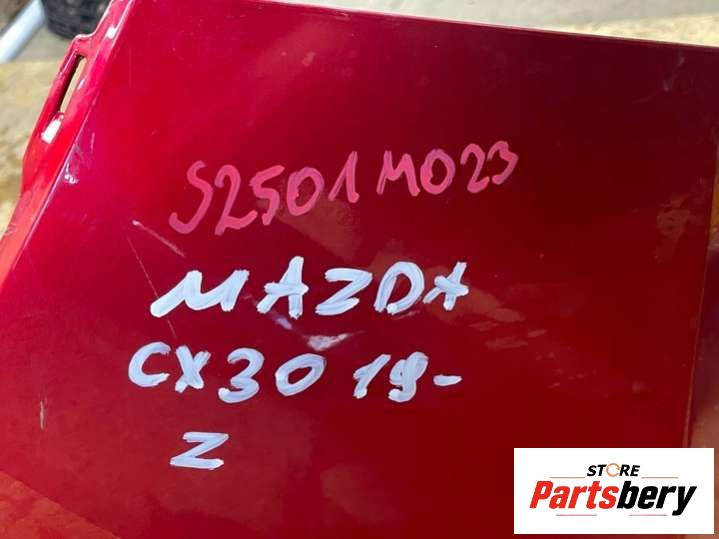 S2501M023
MAZDA
CX30 19-
Z
STORE
Partsbery